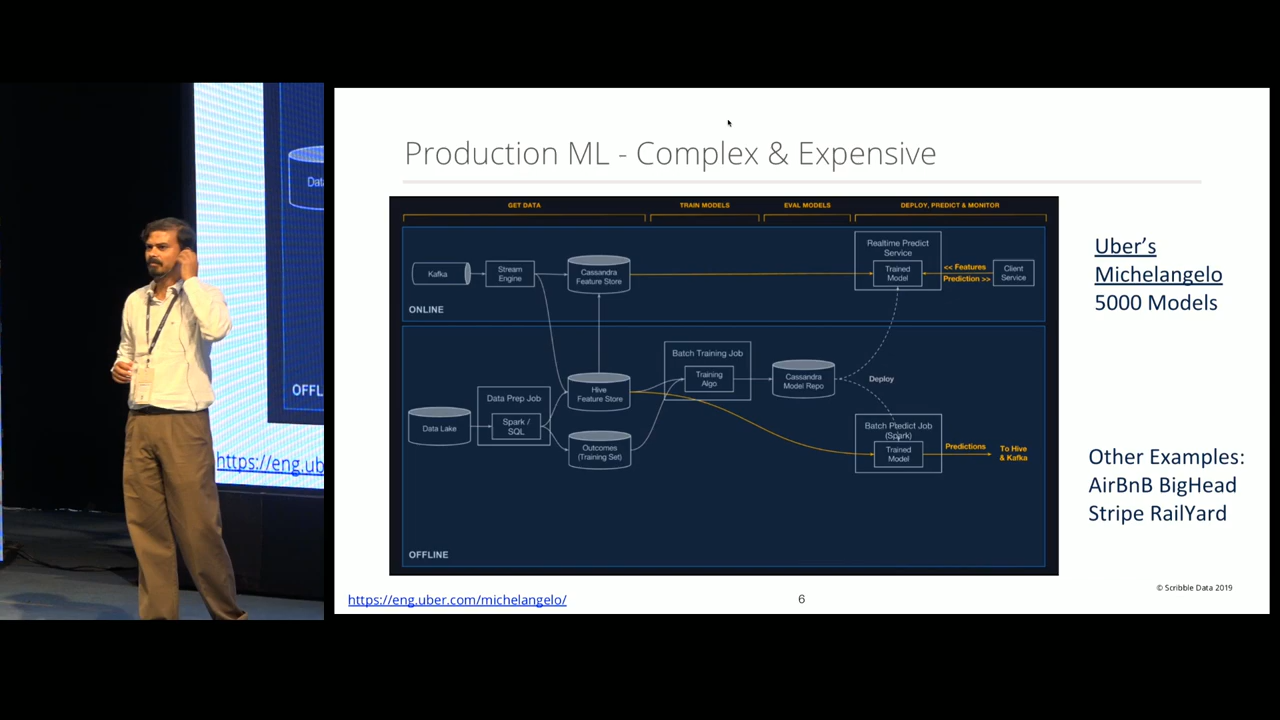 Production ML - Complex & Expensive
GET DATA
TRAIN MODELS
EVAL MODELS
DEPLOY, PREDICT & MONITOR
Kafka
Stream
Engine
Cassandra
Feature Store
Realtime Predict
Service
Trained
Model
<< Features
Prediction >>
Client
Service
ONLINE
Batch Training Job
Training
Algo
Cassandra
Model Repo
Deploy
Hive
Feature Store
Data Prep Job
Spark /
SQL
Data Lake
Outcomes
(Training Set)
Batch Predict Job
(Spark)
Trained
Model
Predictions
To Hive
& Kafka
OFFLINE
Uber's
Michelangelo
5000 Models
Other Examples:
AirBnB BigHead
Stripe RailYard
https://eng.uber.com/michelangelo/
6
© Scribble Data 2019
Dat
OFFL
https://eng.ub